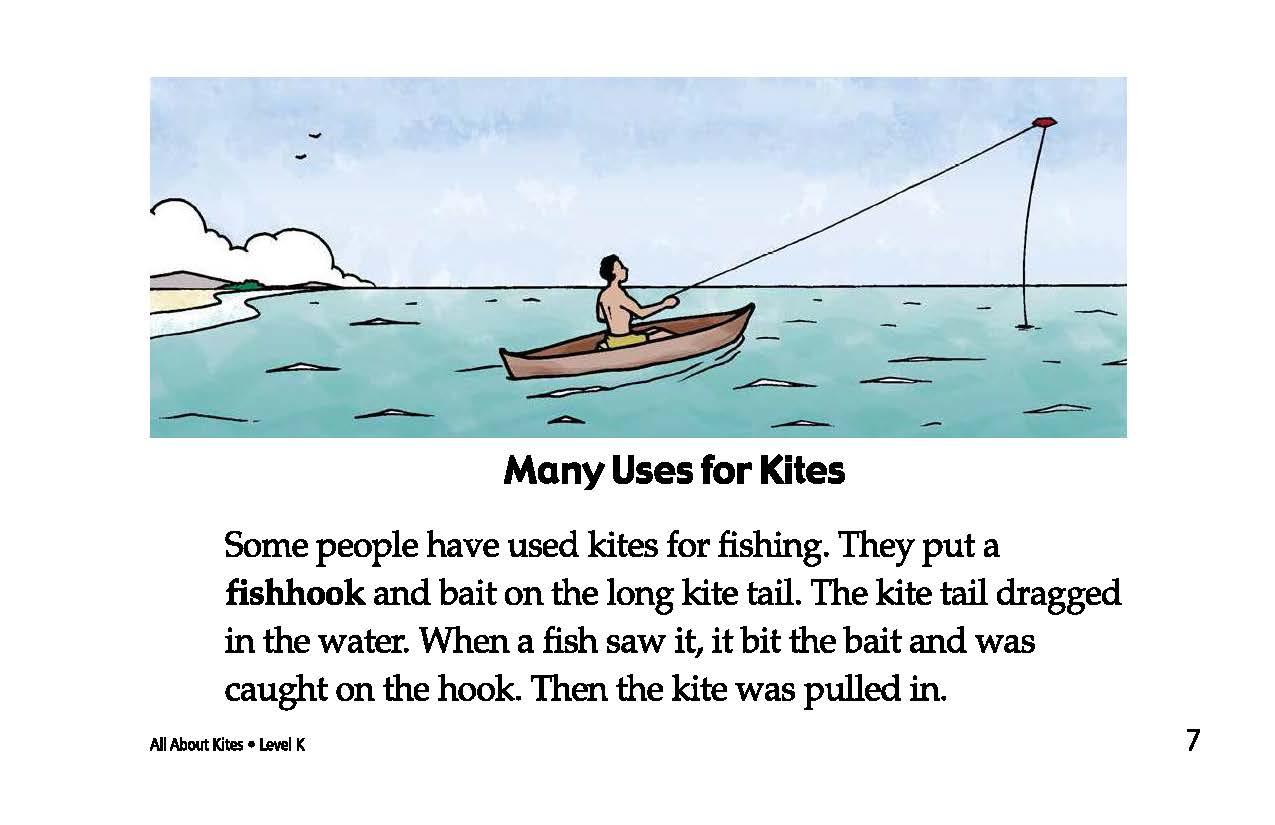 Many Uses for Kites
Some people have used kites for fishing. They put a
fishhook and bait on the long kite tail. The kite tail dragged
in the water. When a fish saw it, it bit the bait and was
caught on the hook. Then the kite was pulled in.
All About Kites • Level K
7